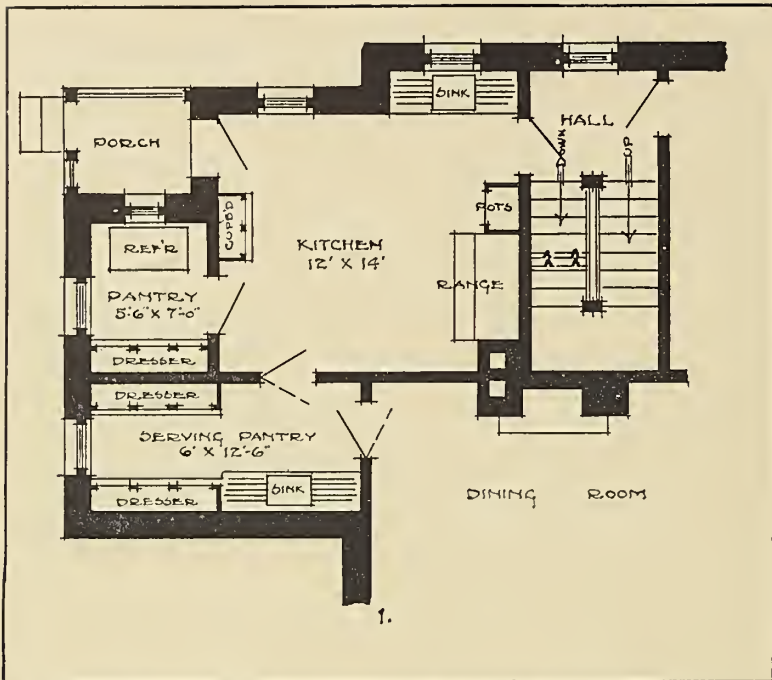 SINK
HALL
PORCH
DOWN
UP
POTS
CUPB'D
REF'R
KITCHEN
12' X 14'
RANGE
PANTRY
5'-6" X 7'-0"
DRESSER
DRESSER
SERVING PANTRY
6' X 12'-6"
DRESSER
SINK
DINING ROOM
1.